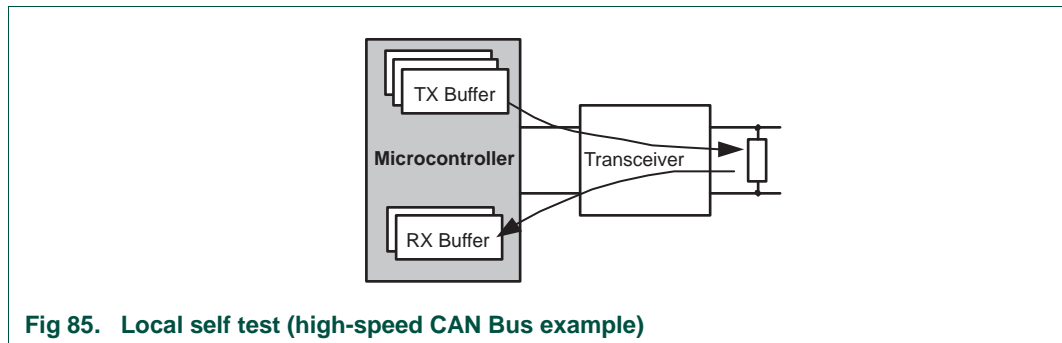 TX Buffer
Microcontroller
Transceiver
RX Buffer
Fig 85. Local self test (high-speed CAN Bus example)